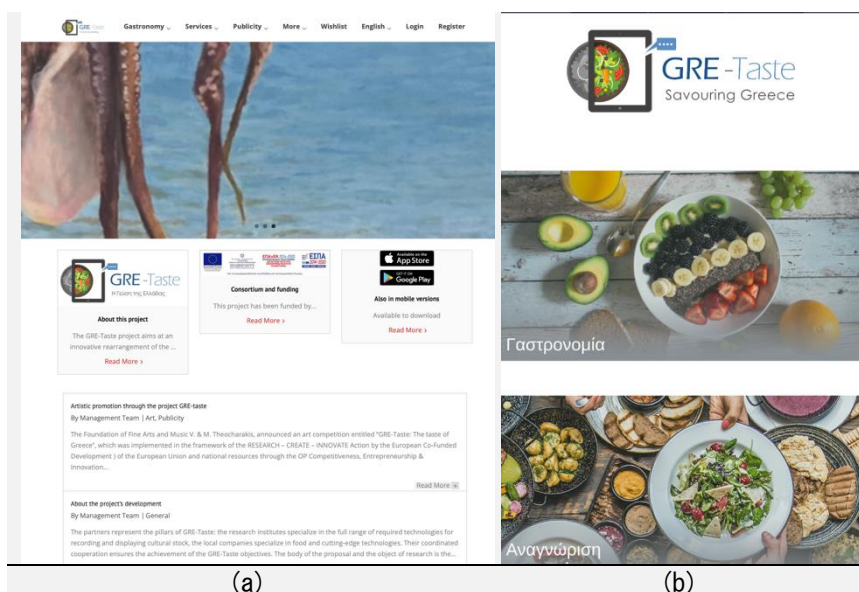 GRE-Taste
Gastronomy Services Publicity More Wishlist English Login Register
GRE-Taste
Η Γεύση της Ελλάδας
About this project
The GRE-Taste project aims at an
innovative rearrangement of the ...
Read More >
ΕΣΠΑ
Consortium and funding
This project has been funded by...
Read More >
Available on the
App Store
GET IT ON
Google Play
Also in mobile versions
Available to download
Read More >
Artistic promotion through the project GRE-taste
By Management Team | Art, Publicity
The Foundation of Fine Arts and Music V. & M. Theocharakis, announced an art competition entitled "GRE-Taste: The taste of
Greece", which was implemented in the framework of the RESEARCH – CREATE – INNOVATE Action by the European Co-Funded
Development ) of the European Union and national resources through the OP Competitiveness, Entrepreneurship &
Innovation...
Read More
About the project's development
By Management Team | General
The partners represent the pillars of GRE-Taste: the research institutes specialize in the full range of required technologies for
recording and displaying cultural stock, the local companies specialize in food and cutting-edge technologies. Their coordinated
cooperation ensures the achievement of the GRE-Taste objectives. The body of the proposal and the object of research is the...
(a)
GRE-Taste
Savouring Greece
Γαστρονομία
Αναγνώριση
(b)